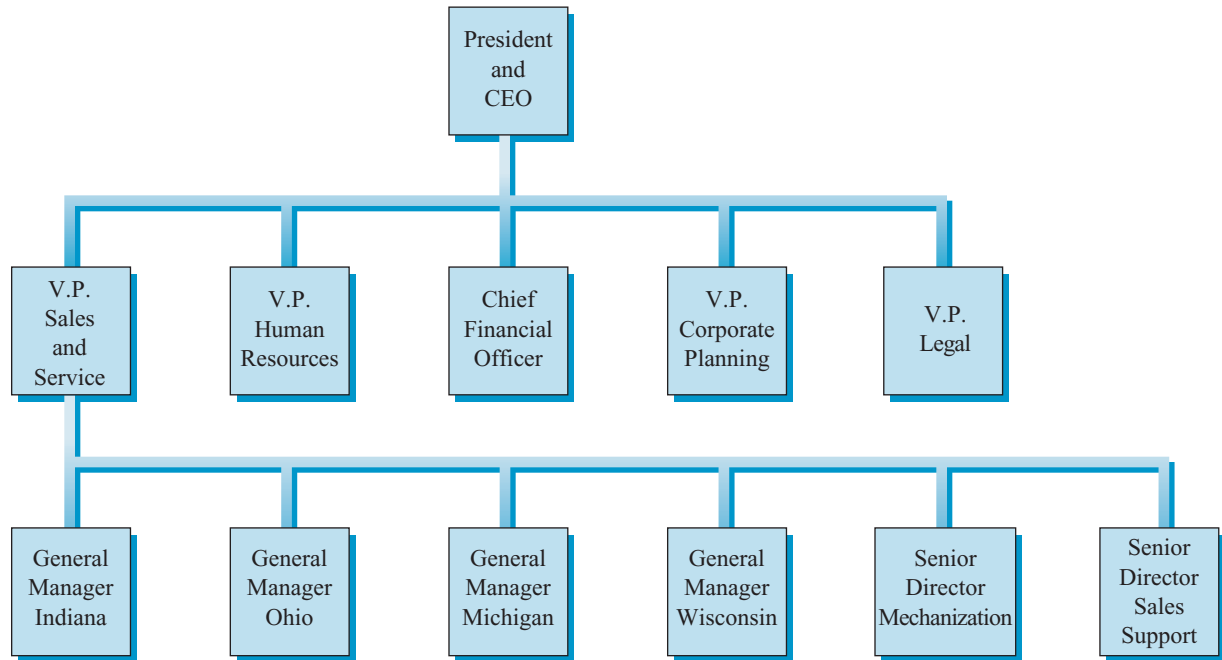 President
and
CEO
V.P.
Sales
and
Service
V.P.
Human
Resources
Chief
Financial
Officer
V.P.
Corporate
Planning
V.P.
Legal
General
Manager
Indiana
General
Manager
Ohio
General
Manager
Michigan
General
Manager
Wisconsin
Senior
Director
Mechanization
Senior
Director
Sales
Support